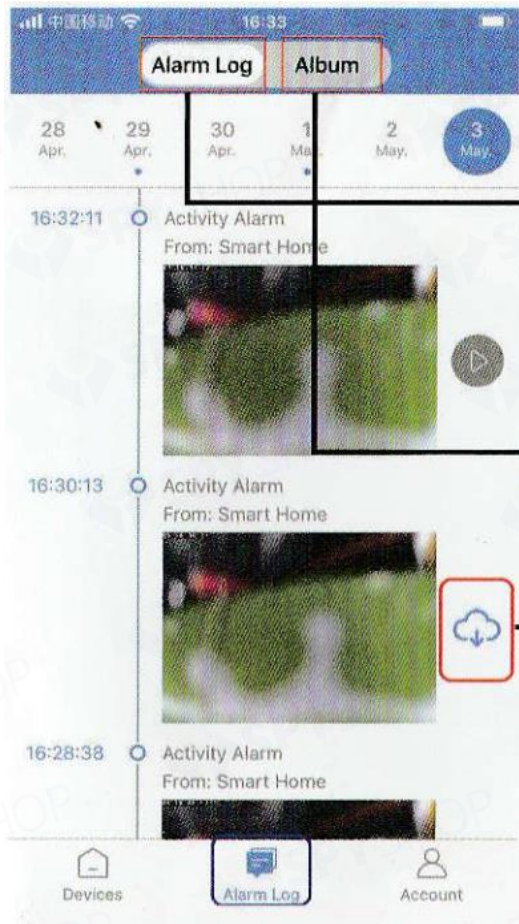 中国移动 16:33
Alarm Log Album
28 29 30 1 2 3
Apr. Apr. Apr. Ma May. May.
16:32:11 Activity Alarm
From: Smart Home
16:30:13 Activity Alarm
From: Smart Home
16:28:38 Activity Alarm
From: Smart Home
Devices Alarm Log Account